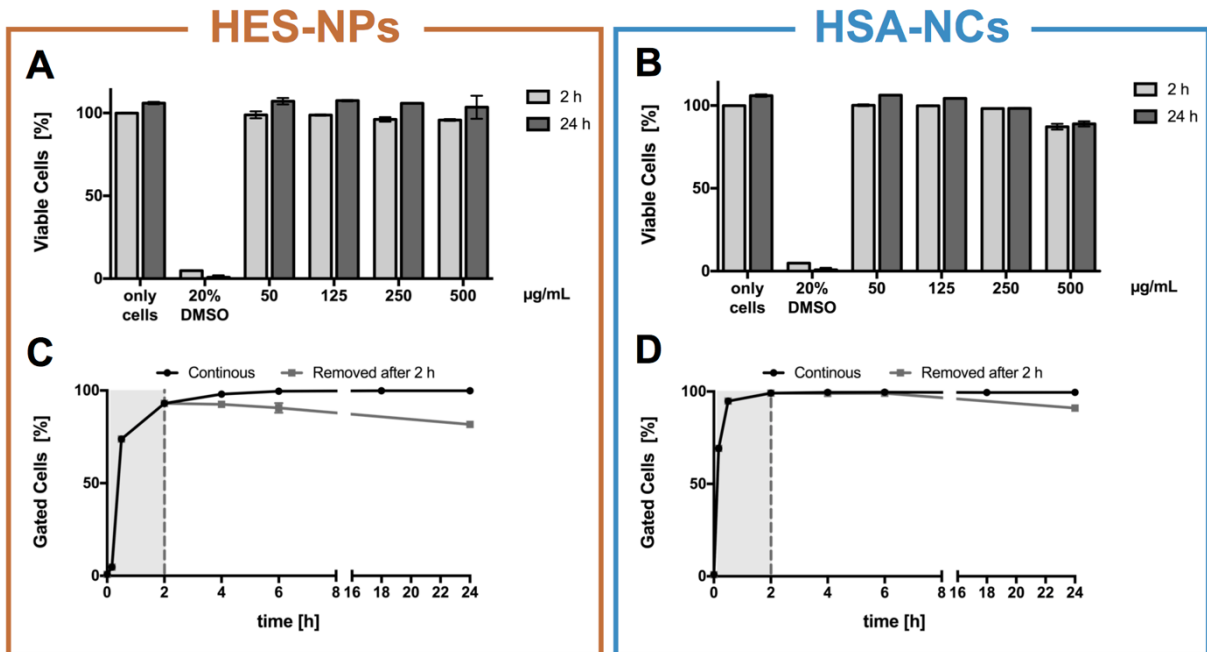 HES-NPs
HSA-NCs
A
Viable Cells [%]
100
50
0
only cells
20% DMSO
50
125
250
500
µg/mL
2 h
24 h
B
Viable Cells [%]
100
50
0
only cells
20% DMSO
50
125
250
500
µg/mL
2 h
24 h
C
Continous
Removed after 2 h
Gated Cells [%]
100
50
0
0 2 4 6 8 16 18 20 22 24
time [h]
D
Continous
Removed after 2 h
Gated Cells [%]
100
50
0
0 2 4 6 8 16 18 20 22 24
time [h]